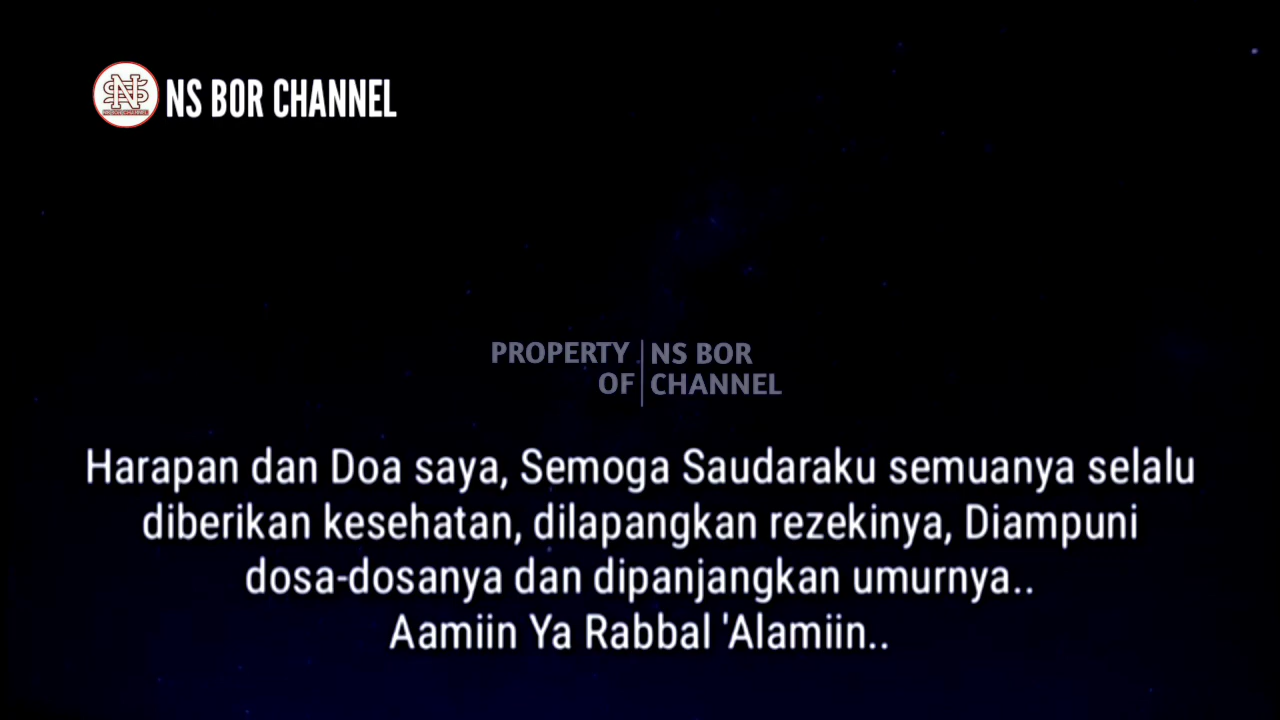 NS BOR CHANNEL
PROPERTY OF
NS BOR CHANNEL
Harapan dan Doa saya, Semoga Saudaraku semuanya selalu
diberikan kesehatan, dilapangkan rezekinya, Diampuni
dosa-dosanya dan dipanjangkan umurnya..
Aamiin Ya Rabbal 'Alamiin..